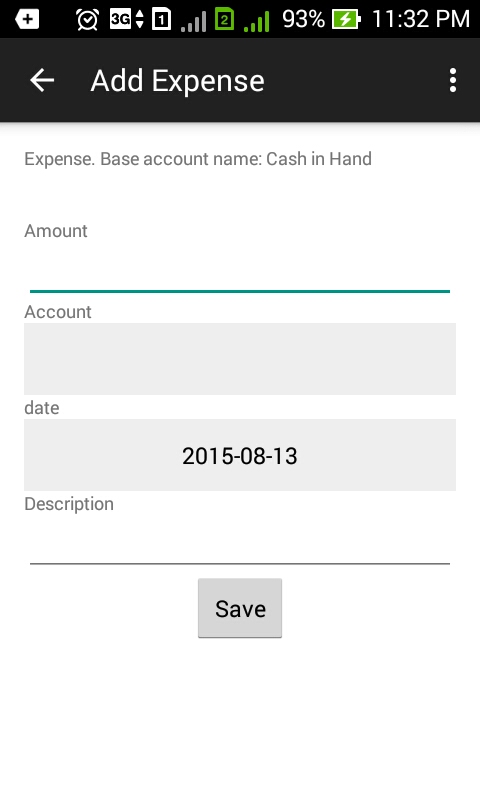 3G 1 2 93% 11:32 PM
Add Expense
Expense. Base account name: Cash in Hand
Amount
Account
date
2015-08-13
Description
Save